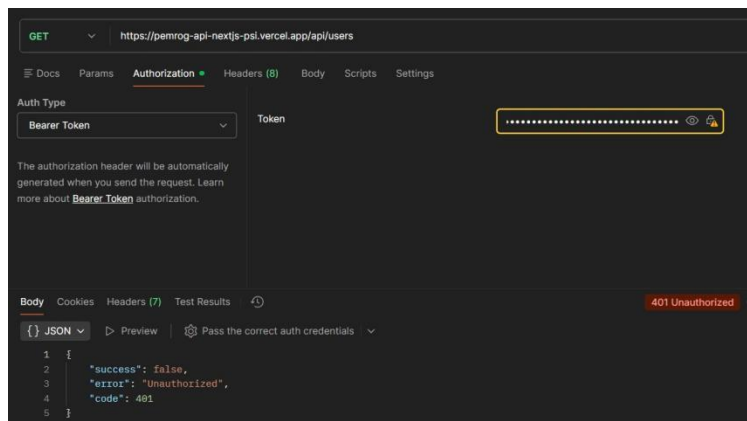 GET https://pemrog-api-nextjs-psi.vercel.app/api/users
Docs Params Authorization Headers (8) Body Scripts Settings
Auth Type
Bearer Token
Token
The authorization header will be automatically
generated when you send the request. Learn
more about Bearer Token authorization.
Body Cookies Headers (7) Test Results
401 Unauthorized
{} JSON Preview Pass the correct auth credentials
1 {
2 "success": false,
3 "error": "Unauthorized",
4 "code": 401
5 }